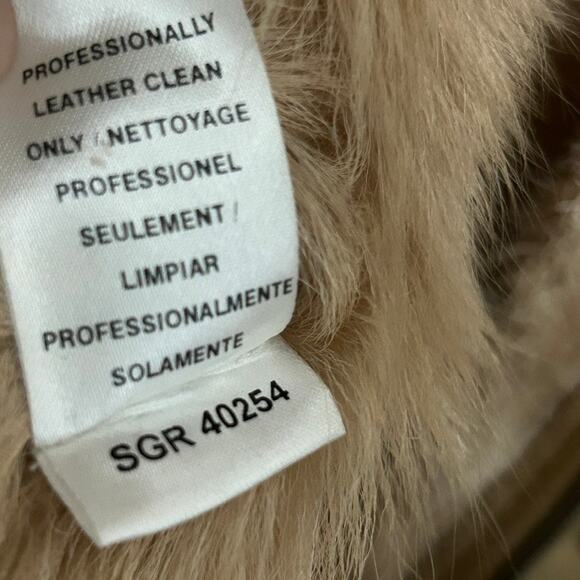 PROFESSIONALLY
LEATHER CLEAN
ONLY / NETTOYAGE
PROFESSIONEL
SEULEMENT /
LIMPIAR
PROFESSIONALMENTE
SOLAMENTE
SGR 40254